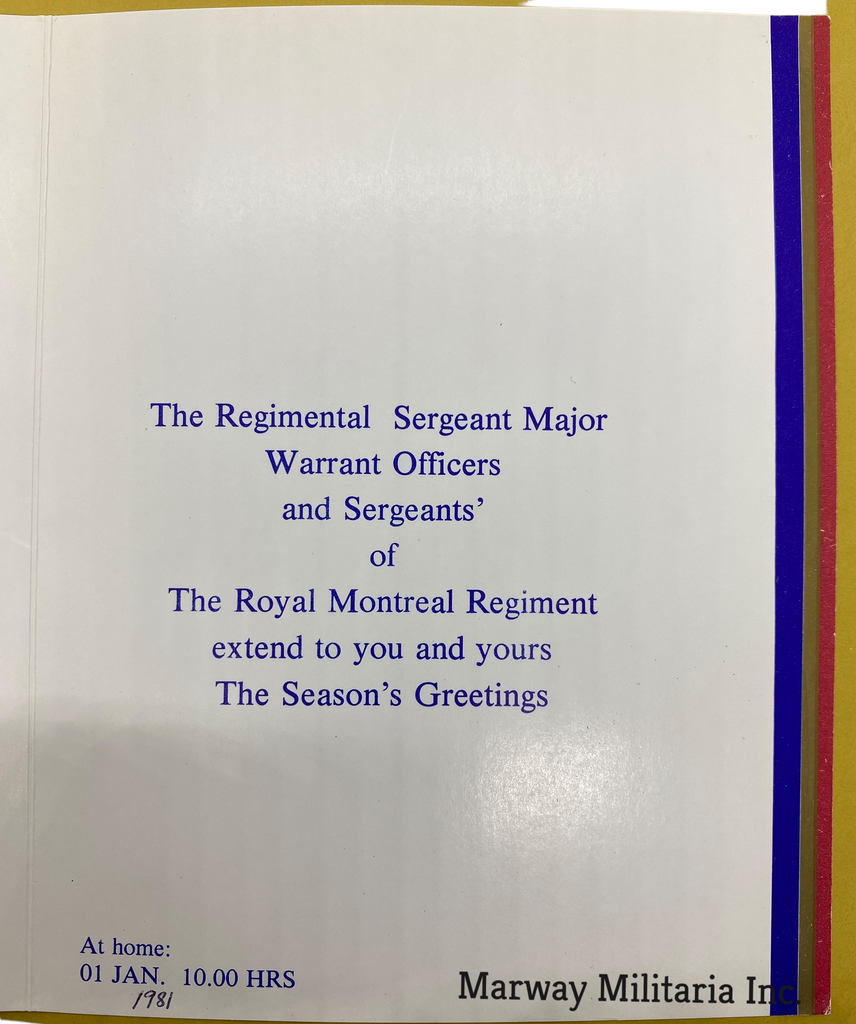 The Regimental Sergeant Major
Warrant Officers
and Sergeants’
of
The Royal Montreal Regiment
extend to you and yours
The Season’s Greetings
At home:
01 JAN. 10.00 HRS
1981
Marway Militaria Inc.